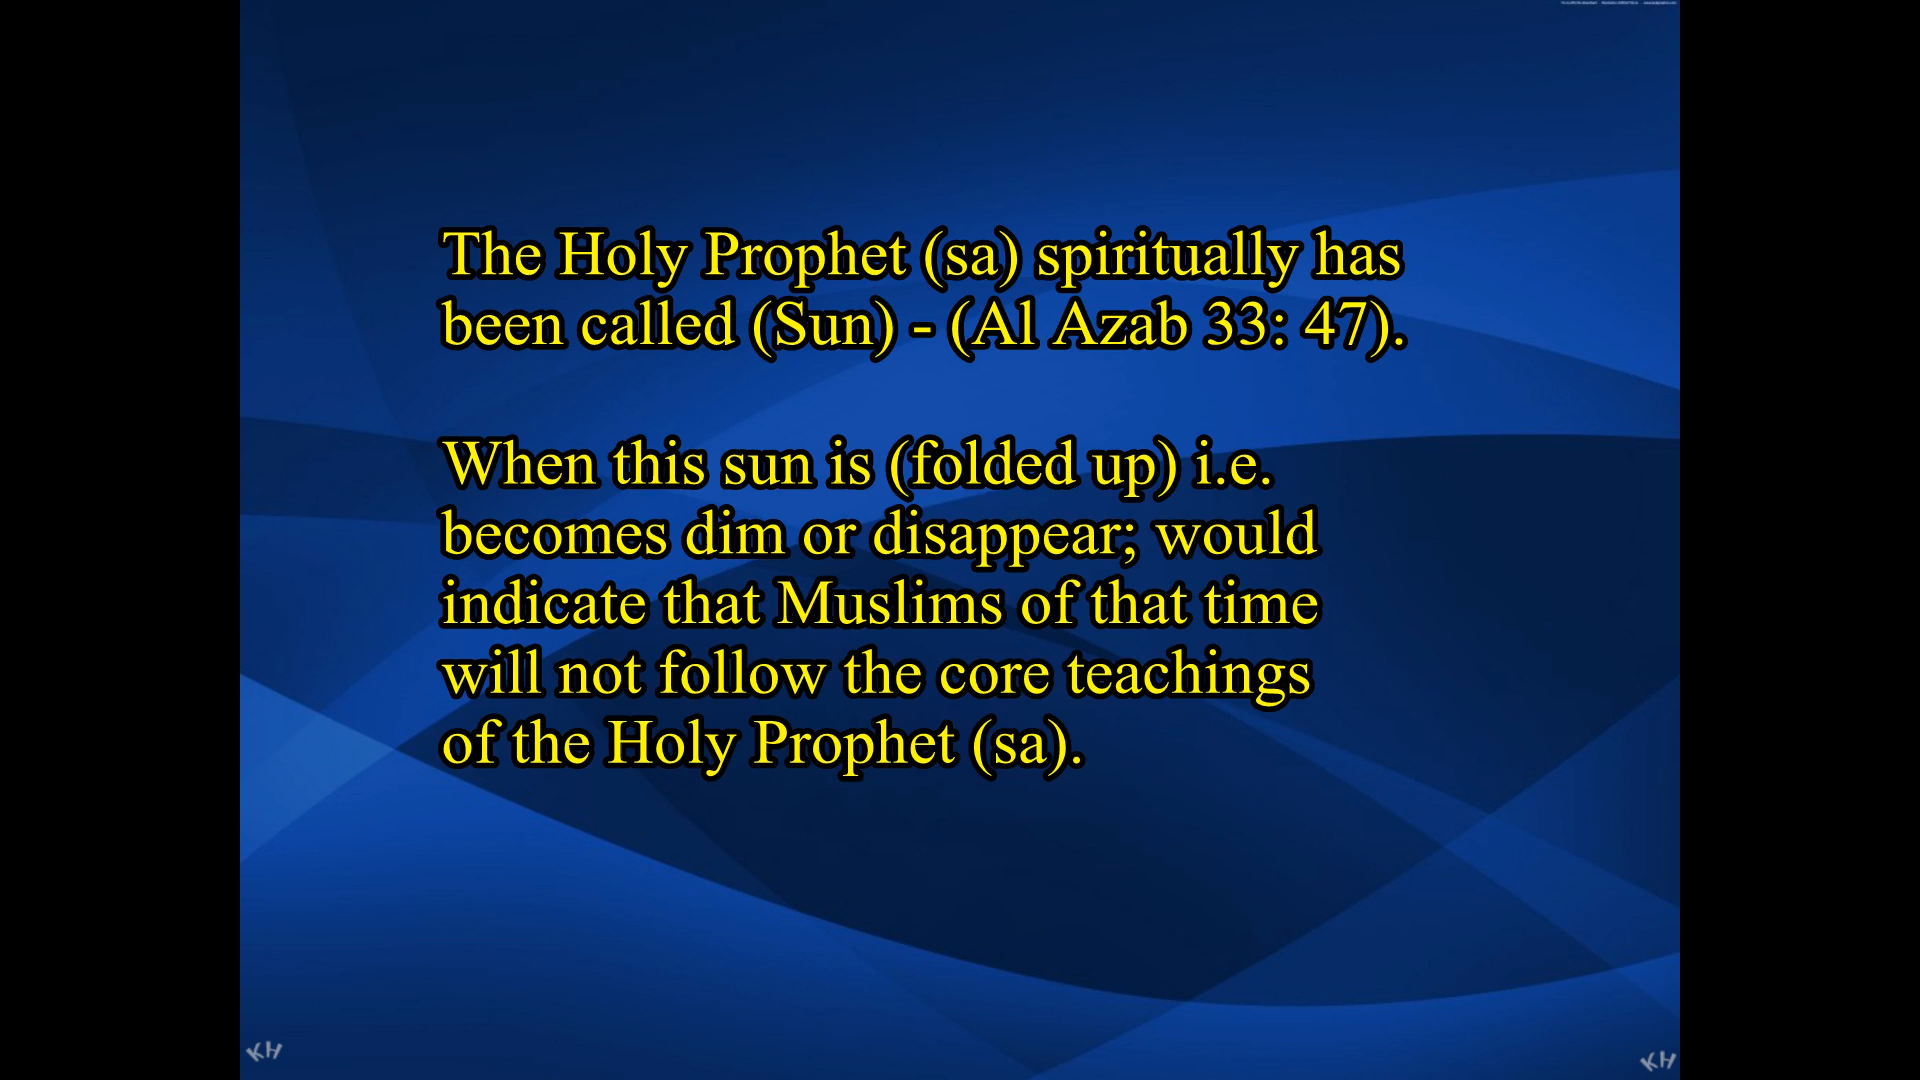 The Holy Prophet (sa) spiritually has
been called (Sun) - (Al Azab 33: 47).
When this sun is (folded up) i.e.
becomes dim or disappear; would
indicate that Muslims of that time
will not follow the core teachings
of the Holy Prophet (sa).
KH
KH